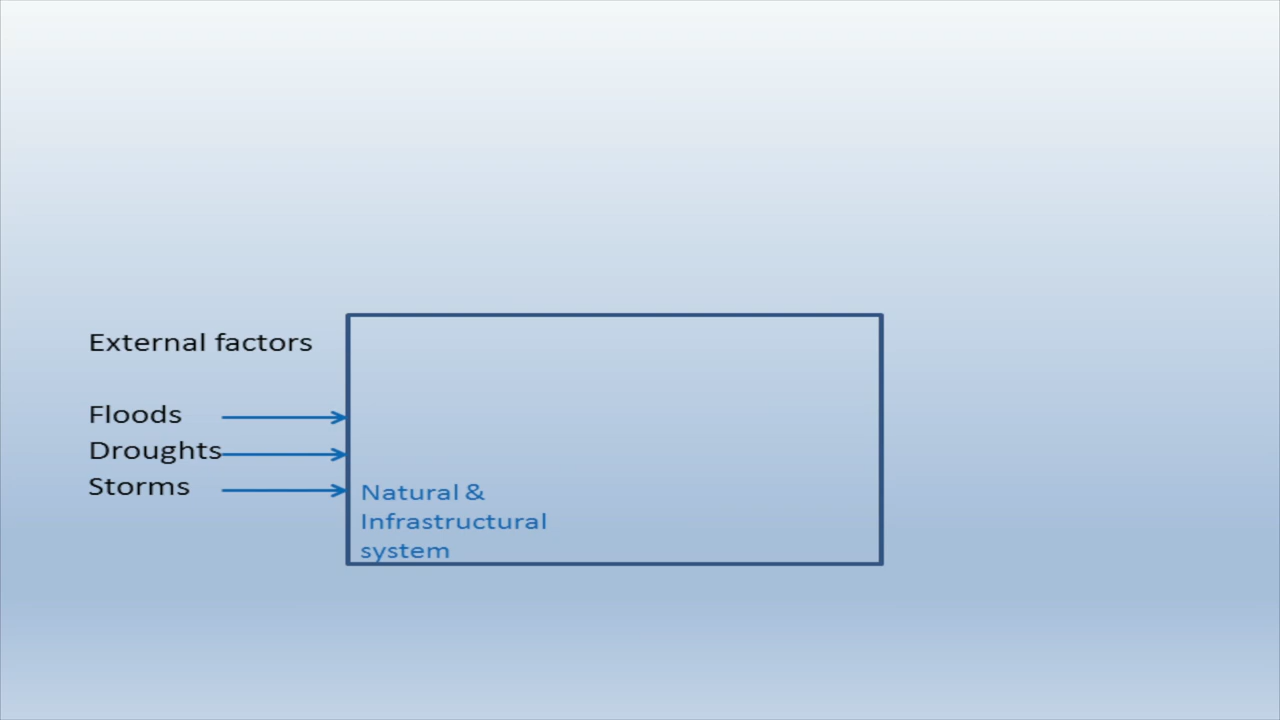 External factors
Floods
Droughts
Storms
Natural &
Infrastructural
system